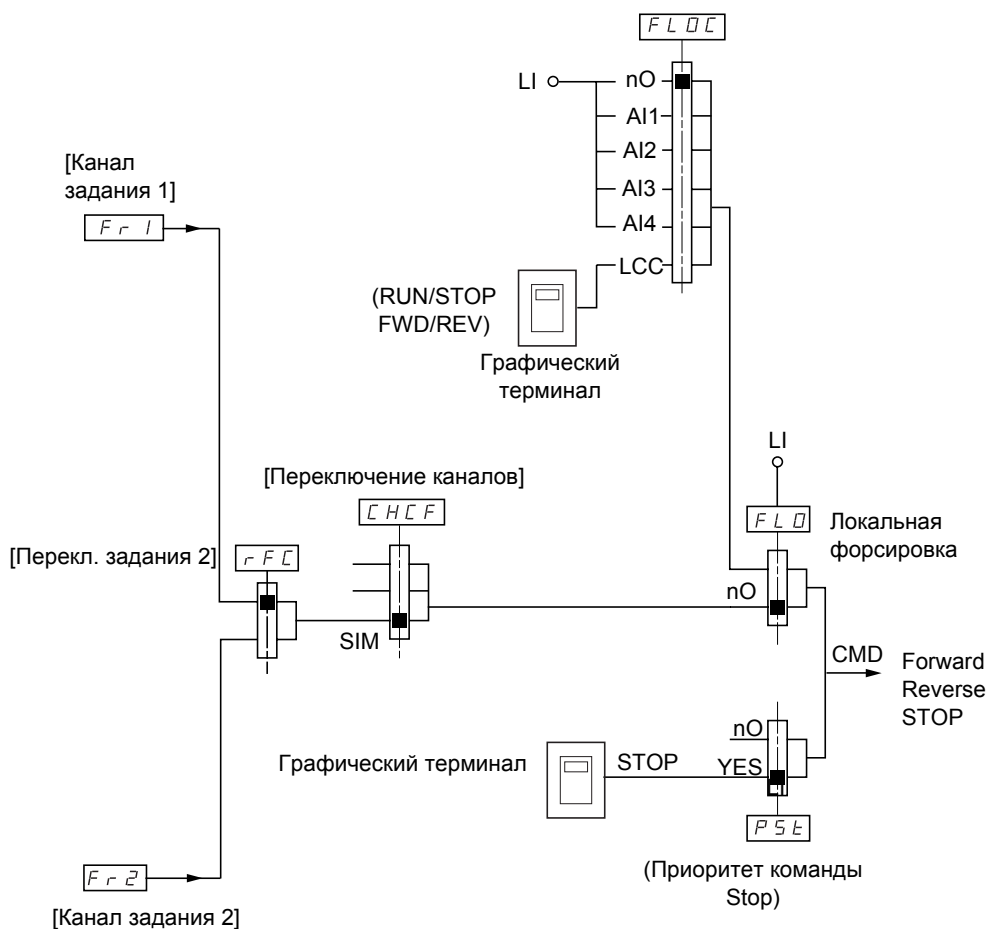 FLOC
LI
nO
AI1
AI2
AI3
AI4
LCC
[Канал
задания 1]
Fr1
(RUN/STOP
FWD/REV)
Графический
терминал
LI
[Переключение каналов]
CHCF
FLO
Локальная
форсировка
[Перекл. задания 2]
rFC
nO
SIM
CMD
Forward
Reverse
STOP
nO
Графический терминал
STOP
YES
LI
PSt
(Приоритет команды
Stop)
Fr2
[Канал задания 2]